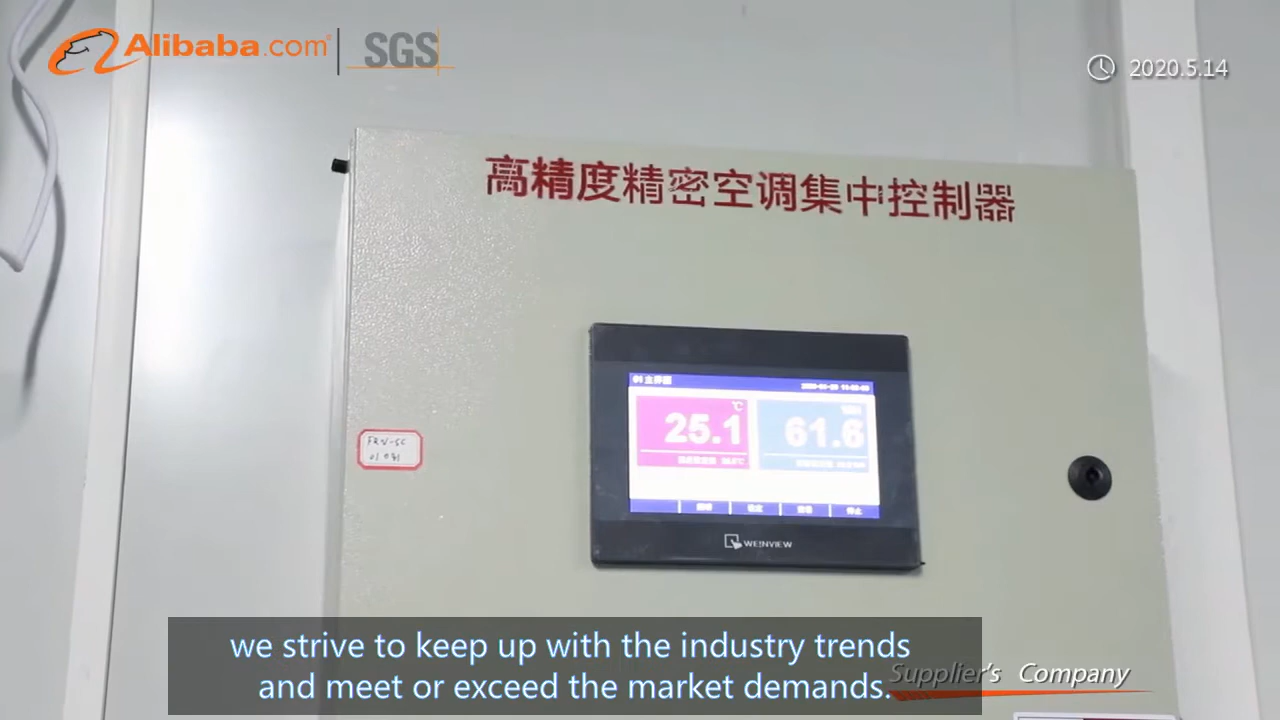 Alibaba.com
SGS
2020.5.14
高精度精密空调集中控制器
℃
25.1
61.6
停止
WEINVIEW
we strive to keep up with the industry trends
and meet or exceed the market demands.
Supplier's Company